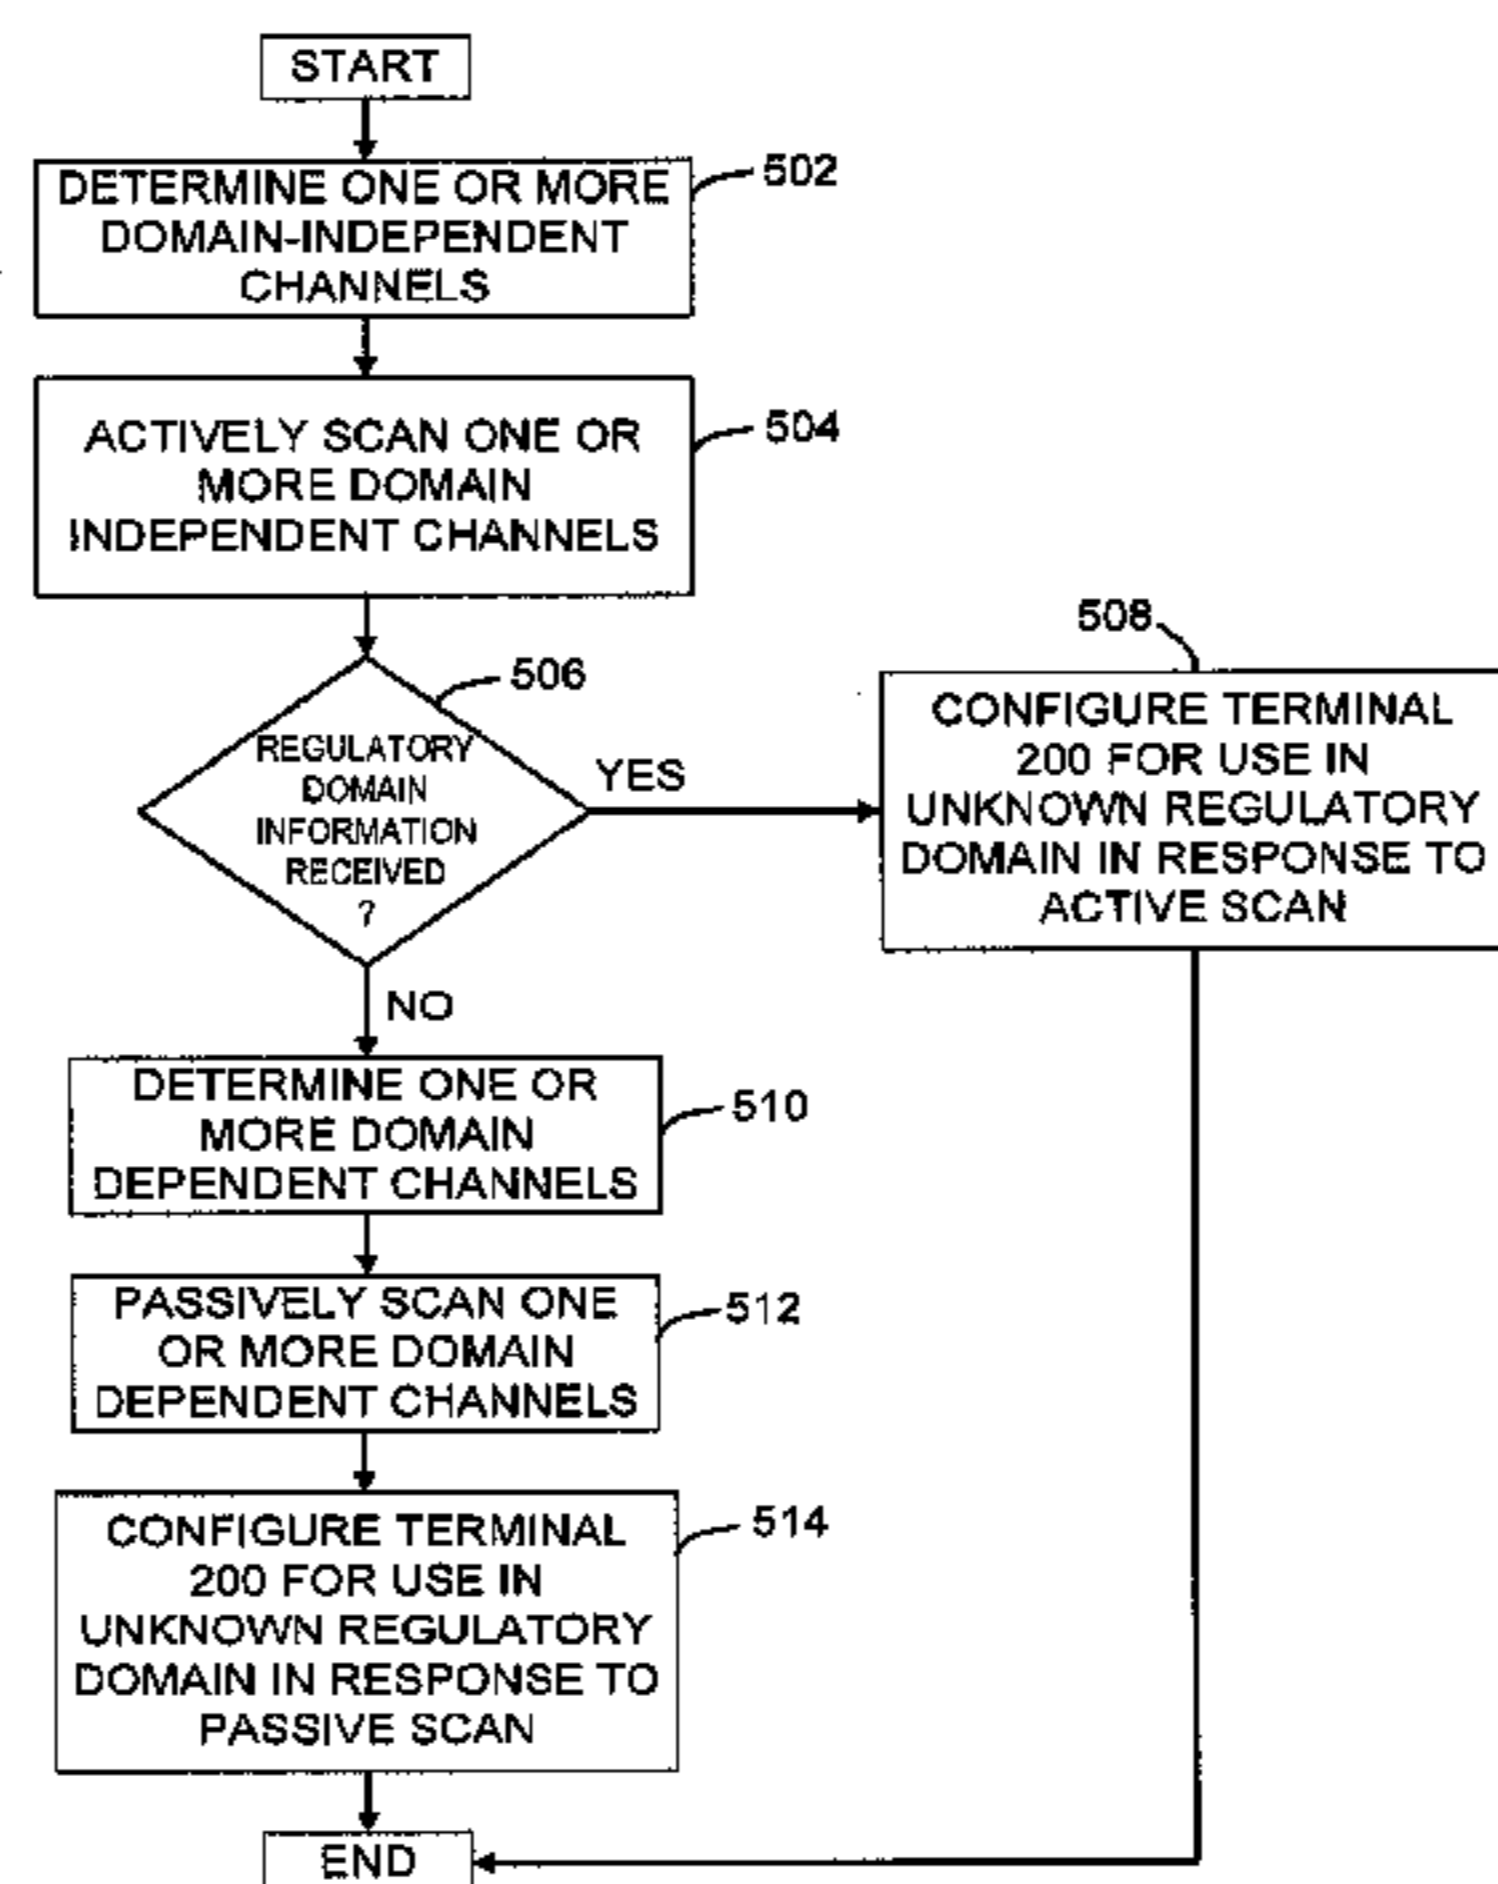 START
DETERMINE ONE OR MORE
DOMAIN-INDEPENDENT
CHANNELS
502
ACTIVELY SCAN ONE OR
MORE DOMAIN
INDEPENDENT CHANNELS
504
REGULATORY
DOMAIN
INFORMATION
RECEIVED
?
506
YES
508
CONFIGURE TERMINAL
200 FOR USE IN
UNKNOWN REGULATORY
DOMAIN IN RESPONSE TO
ACTIVE SCAN
NO
DETERMINE ONE OR
MORE DOMAIN
DEPENDENT CHANNELS
510
PASSIVELY SCAN ONE
OR MORE DOMAIN
DEPENDENT CHANNELS
512
CONFIGURE TERMINAL
200 FOR USE IN
UNKNOWN REGULATORY
DOMAIN IN RESPONSE TO
PASSIVE SCAN
514
END